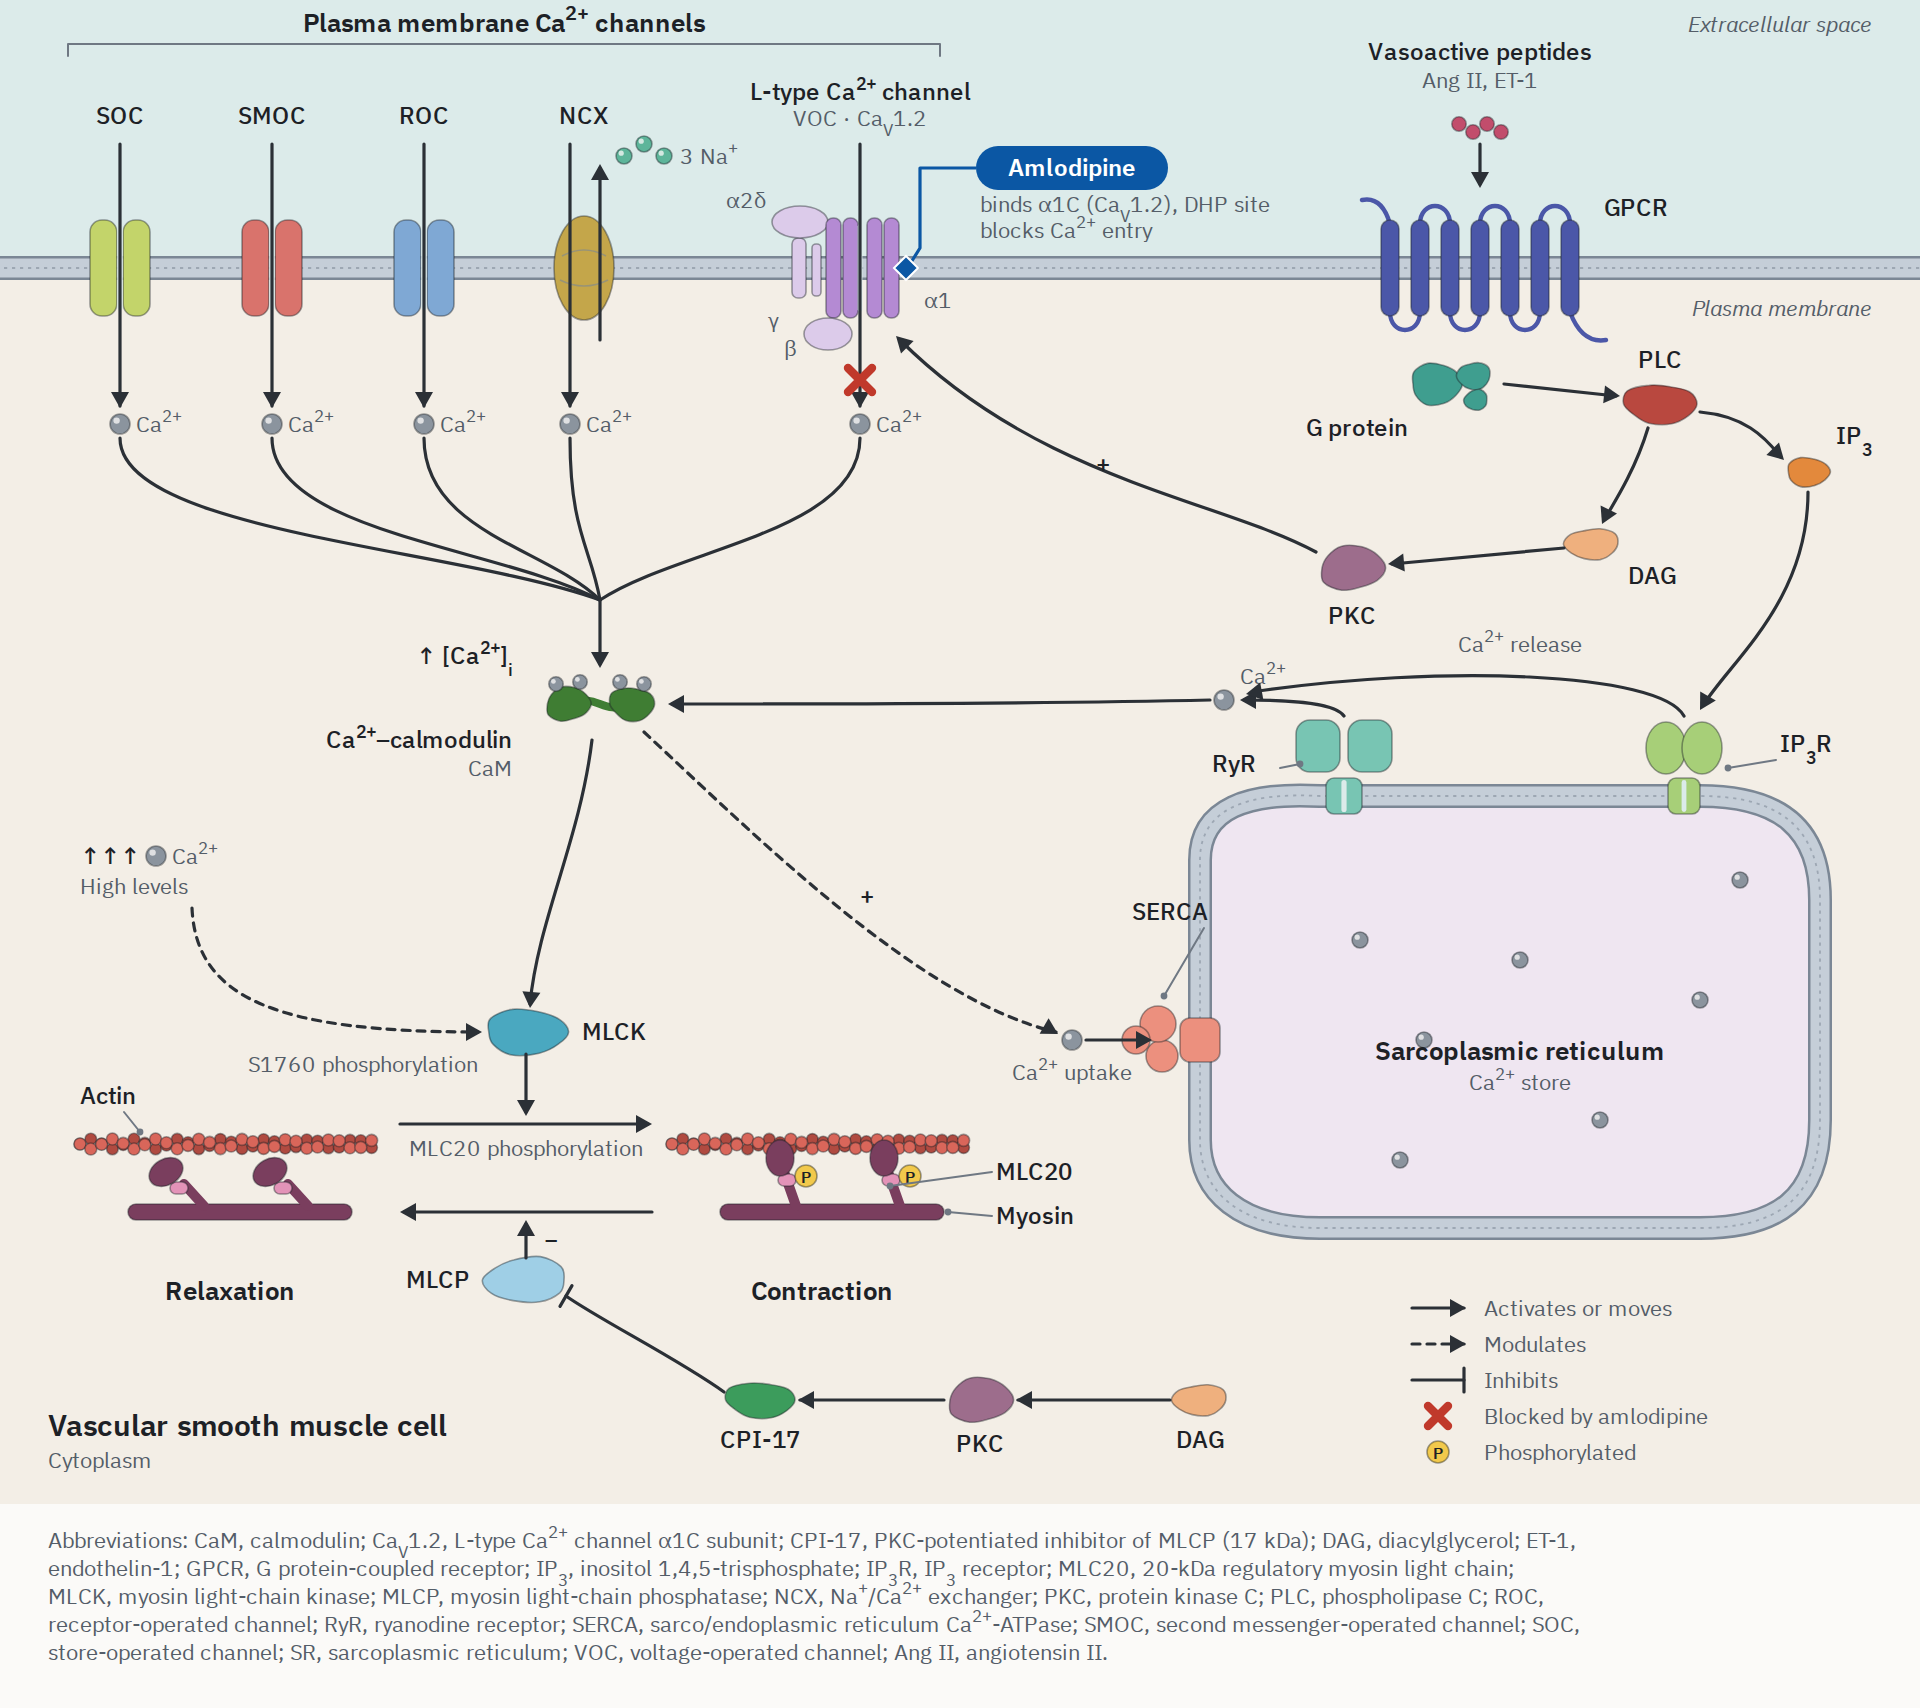 Plasma membrane Ca2+ channels
Extracellular space
Vasoactive peptides
Ang II, ET-1
L-type Ca2+ channel
VOC · CaV1.2
SOC
SMOC
ROC
NCX
3 Na+
Amlodipine
binds α1C (CaV1.2), DHP site
blocks Ca2+ entry
α2δ
GPCR
α1
Plasma membrane
γ
β
PLC
Ca2+
Ca2+
Ca2+
Ca2+
Ca2+
G protein
IP3
+
DAG
PKC
Ca2+ release
↑ [Ca2+]i
Ca2+
Ca2+–calmodulin
CaM
RyR
IP3R
↑↑↑ Ca2+
High levels
+
SERCA
MLCK
S1760 phosphorylation
Ca2+ uptake
Sarcoplasmic reticulum
Ca2+ store
Actin
MLC20 phosphorylation
P
P
MLC20
Myosin
–
MLCP
Relaxation
Contraction
Activates or moves
Modulates
Inhibits
Blocked by amlodipine
P Phosphorylated
CPI-17
PKC
DAG
Vascular smooth muscle cell
Cytoplasm
Abbreviations: CaM, calmodulin; CaV1.2, L-type Ca2+ channel α1C subunit; CPI-17, PKC-potentiated inhibitor of MLCP (17 kDa); DAG, diacylglycerol; ET-1,
endothelin-1; GPCR, G protein-coupled receptor; IP3, inositol 1,4,5-trisphosphate; IP3R, IP3 receptor; MLC20, 20-kDa regulatory myosin light chain;
MLCK, myosin light-chain kinase; MLCP, myosin light-chain phosphatase; NCX, Na+/Ca2+ exchanger; PKC, protein kinase C; PLC, phospholipase C; ROC,
receptor-operated channel; RyR, ryanodine receptor; SERCA, sarco/endoplasmic reticulum Ca2+-ATPase; SMOC, second messenger-operated channel; SOC,
store-operated channel; SR, sarcoplasmic reticulum; VOC, voltage-operated channel; Ang II, angiotensin II.